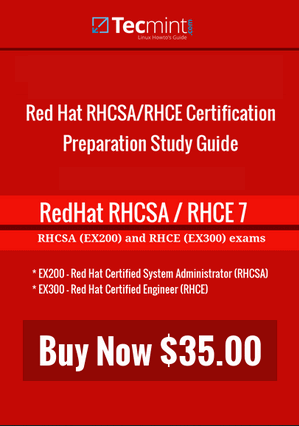 Tecmint.com
Linux Howto's Guide
Red Hat RHCSA/RHCE Certification
Preparation Study Guide
RedHat RHCSA / RHCE 7
RHCSA (EX200) and RHCE (EX300) exams
* EX200 - Red Hat Certified System Administrator (RHCSA)
* EX300 - Red Hat Certified Engineer (RHCE)
Buy Now $35.00